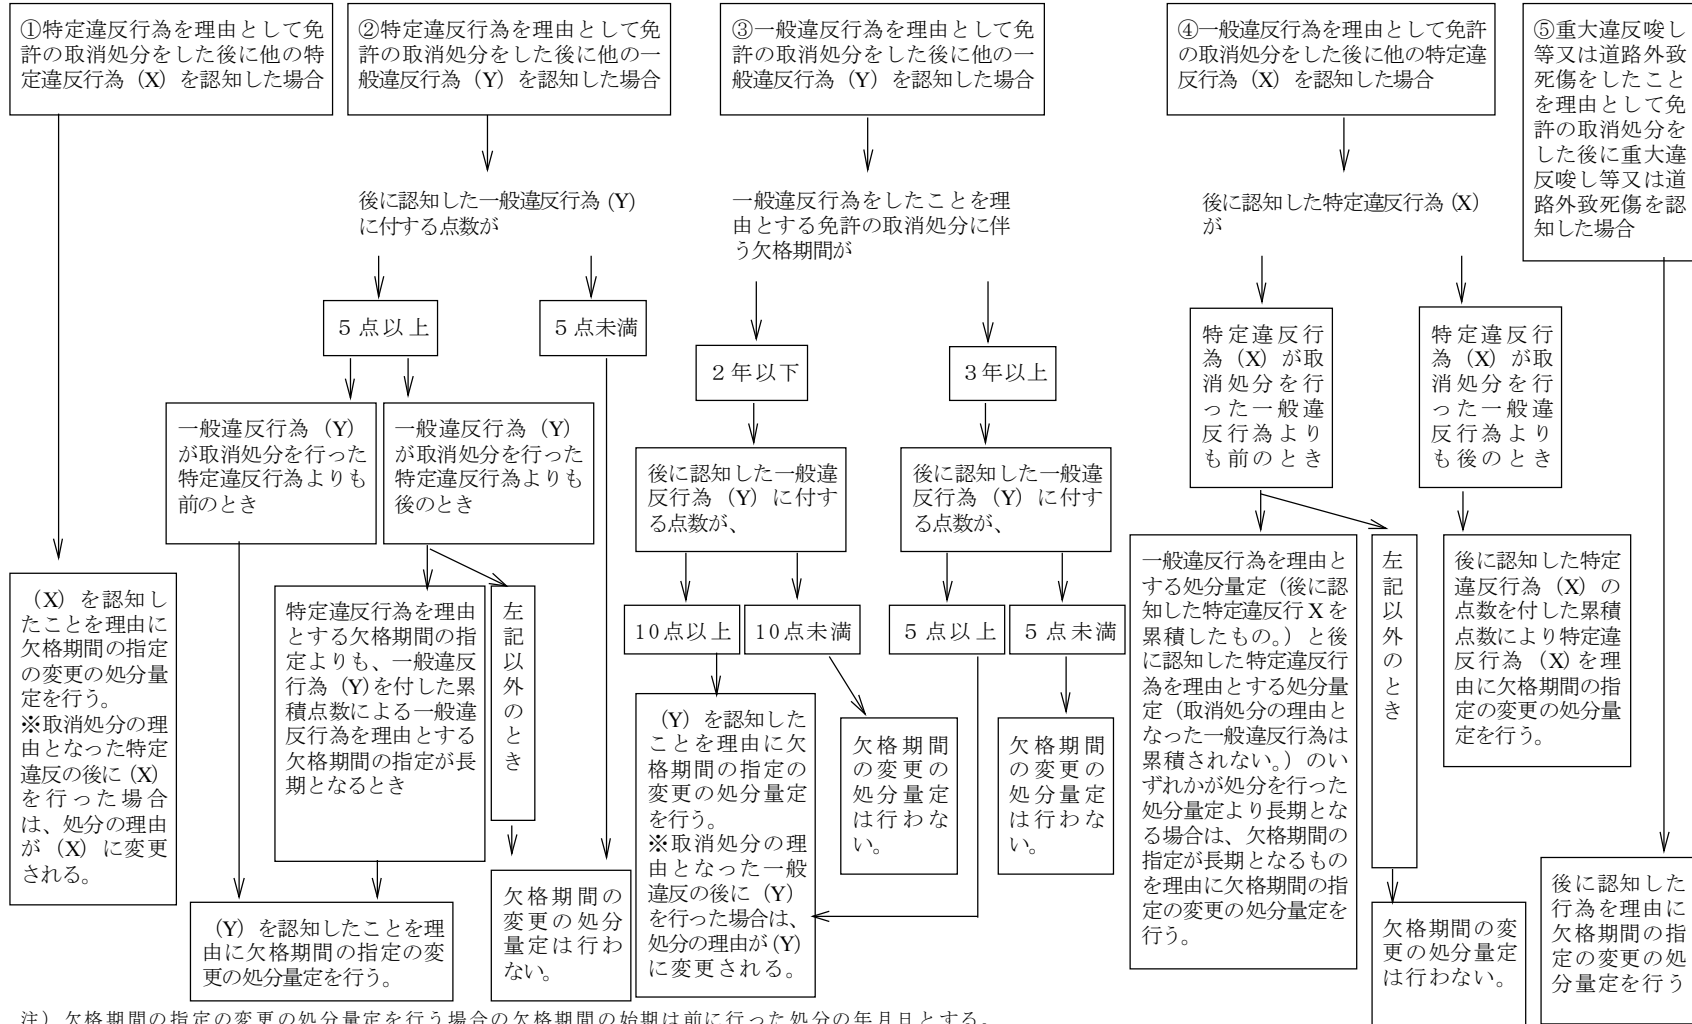 ①特定違反行為を理由として免
許の取消処分をした後に他の特
定違反行為（X）を認知した場合
②特定違反行為を理由として免
許の取消処分をした後に他の一
般違反行為（Y）を認知した場合
③一般違反行為を理由として免
許の取消処分をした後に他の一
般違反行為（Y）を認知した場合
④一般違反行為を理由として免許
の取消処分をした後に他の特定違
反行為（X）を認知した場合
⑤重大違反唆し
等又は道路外致
死傷をしたこと
を理由として免
許の取消処分を
した後に重大違
反唆し等又は道
路外致死傷を認
知した場合
後に認知した一般違反行為(Y)
に付する点数が
一般違反行為をしたことを理
由とする免許の取消処分に伴
う欠格期間が
後に認知した特定違反行為(X)
が
５点以上
５点未満
２年以下
３年以上
特定違反行
為（X）が取
消処分を行
った一般違
反行為より
も前のとき
特定違反行
為（X）が取
消処分を行
った一般違
反行為より
も後のとき
一般違反行為（Y）
が取消処分を行った
特定違反行為よりも
前のとき
一般違反行為（Y）
が取消処分を行った
特定違反行為よりも
後のとき
後に認知した一般違
反行為（Y）に付す
る点数が、
後に認知した一般違
反行為（Y）に付す
る点数が、
（X）を認知し
たことを理由に
欠格期間の指定
の変更の処分量
定を行う。
※取消処分の理
由となった特定
違反の後に(X)
を行った場合
は、処分の理由
が（X）に変更
される。
特定違反行為を理由
とする欠格期間の指
定よりも、一般違反
行為（Y)を付した累
積点数による一般違
反行為を理由とする
欠格期間の指定が長
期となるとき
左記以外のとき
10点以上
10点未満
５点以上
５点未満
一般違反行為を理由と
する処分量定（後に認
知した特定違反行Xを
累積したもの。）と後
に認知した特定違反行
為を理由とする処分量
定（取消処分の理由と
なった一般違反行為は
累積されない。）のい
ずれかが処分を行った
処分量定より長期とな
る場合は、欠格期間の
指定が長期となるもの
を理由に欠格期間の指
定の変更の処分量定を
行う。
左記以外のとき
後に認知した特定
違反行為（X）の
点数を付した累積
点数により特定違
反行為（X)を理
由に欠格期間の指
定の変更の処分量
定を行う。
（Y）を認知したことを理
由に欠格期間の指定の変
更の処分量定を行う。
欠格期間の
変更の処分
量定は行わ
ない。
（Y）を認知した
ことを理由に欠
格期間の指定の
変更の処分量定
を行う。
※取消処分の理
由となった一般
違反の後に（Y）
を行った場合は、
処分の理由が(Y)
に変更される。
欠格期間
の変更の
処分量定
は行わな
い。
欠格期間
の変更の
処分量定
は行わな
い。
欠格期間の変
更の処分量定
は行わない。
後に認知した
行為を理由に
欠格期間の指
定の変更の処
分量定を行う
注）欠格期間の指定の変更の処分量定を行う場合の欠格期間の始期は前に行った処分の年月日とする。